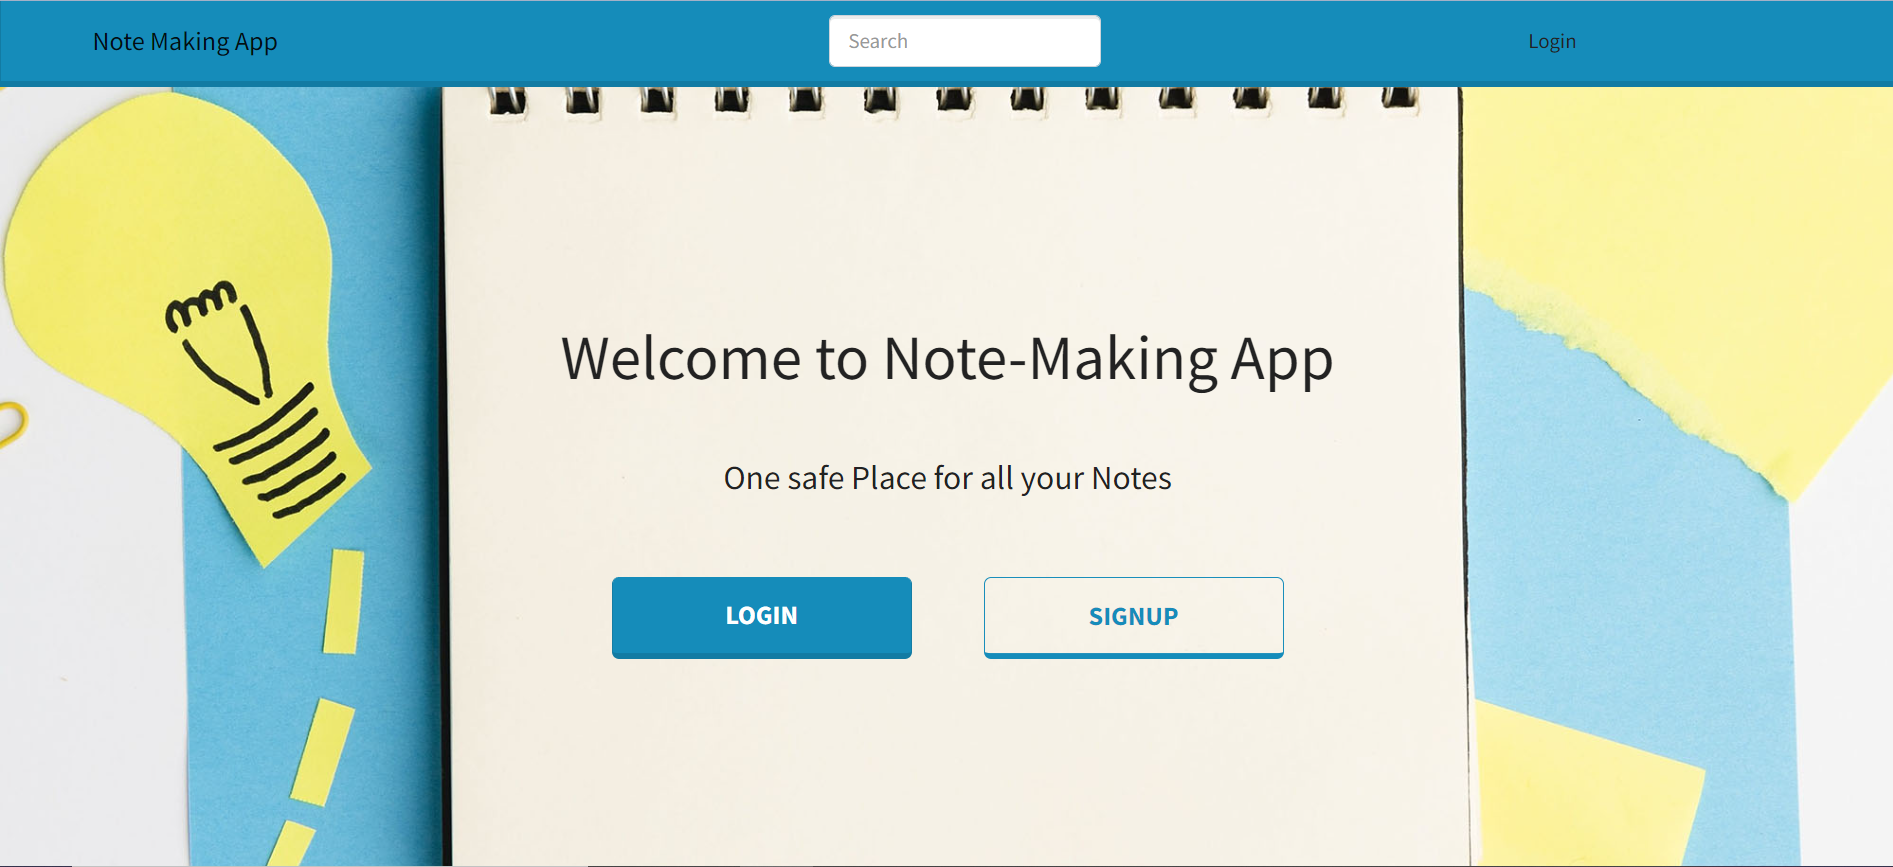 Note Making App
Search
Login
Welcome to Note-Making App
One safe Place for all your Notes
LOGIN
SIGNUP